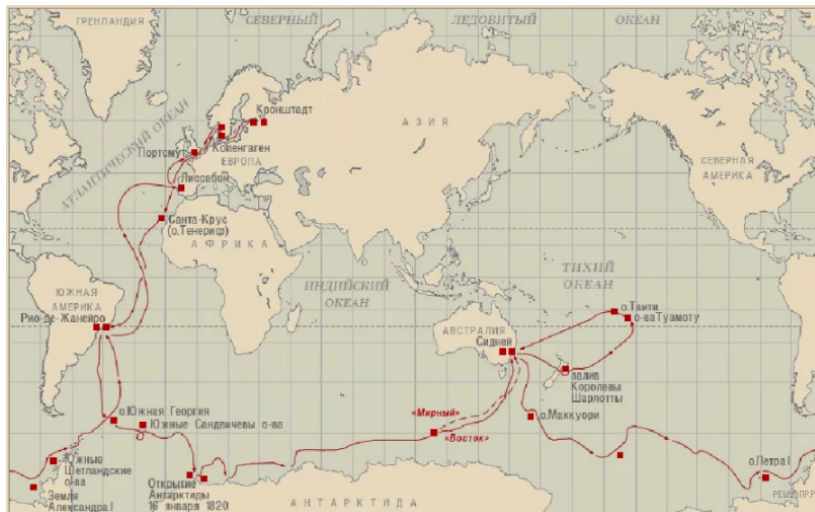 ГРЕНЛАНДИЯ
СЕВЕРНЫЙ
ЛЕДОВИТЫЙ
ОКЕАН
АТЛАНТИЧЕСКИЙ ОКЕАН
Кронштадт
АЗИЯ
Портсмут
Копенгаген
ЕВРОПА
СЕВЕРНАЯ
АМЕРИКА
Лиссабон
Санта-Крус
(о.Тенериф)
АФРИКА
ИНДИЙСКИЙ
ОКЕАН
ТИХИЙ
ОКЕАН
ЮЖНАЯ
АМЕРИКА
Рио-де-Жанейро
о.Таити
о-ва Туамоту
АВСТРАЛИЯ
Сидней
залив
Королевы
Шарлотты
«Мирный»
«Восток»
о.Маккуори
о.Южная Георгия
Южные Сандвичевы о-ва
Южные
Шетландские
о-ва
Земля
Александра I
Открытие
Антарктиды
16 января 1820
о.Петра I
АНТАРКТИДА